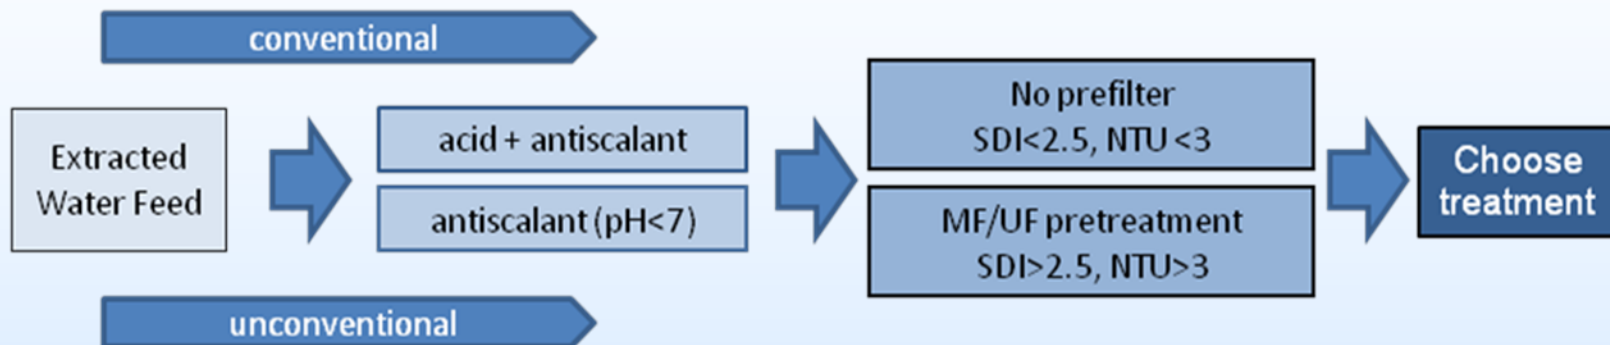 conventional
Extracted
Water Feed
acid + antiscalant
antiscalant (pH<7)
No prefilter
SDI<2.5, NTU <3
MF/UF pretreatment
SDI>2.5, NTU>3
Choose
treatment
unconventional